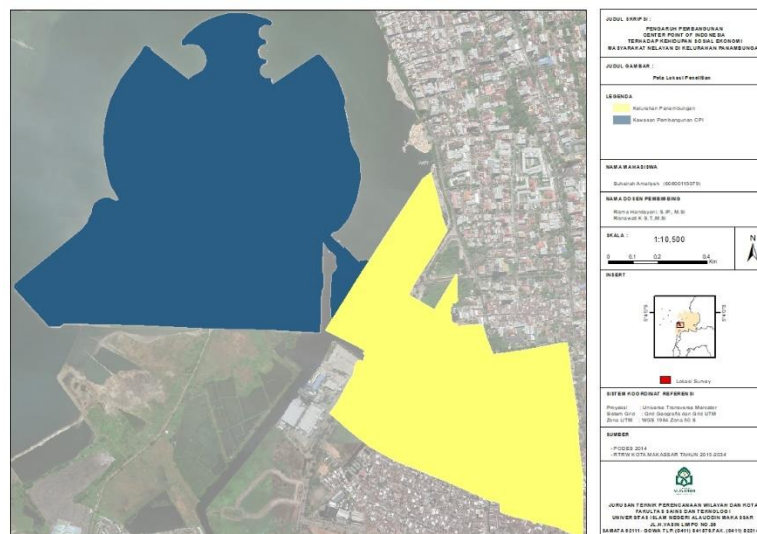 JUDUL SKRIPSI :
PENGARUH PEMBANGUNAN
CENTER POINT OF INDONESIA
TERHADAP KEHIDUPAN SOSIAL EKONOMI
MASYARAKAT NELAYAN DI KELURAHAN PANAMBUNGA
JUDUL GAMBAR :
Peta Lokasi Penelitian
LEGENDA
Kelurahan Panambungan
Kawasan Pembangunan CPI
NAMA MAHASISWA
NAMA DOSEN PEMBIMBING
SKALA :
1:10,500
N
0 0.1 0.2 0.4
Km
INSERT
Lokasi Survey
SISTEM KOORDINAT REFERENSI
Proyeksi : Universe Transverse Mercator
Sistem Grid : Grid Geografis dan Grid UTM
Zona UTM : WGS 1984 Zona 50 S
SUMBER
- PODES 2014
- RTRW KOTA MAKASSAR TAHUN 2015-2034
JURUSAN TEKNIK PERENCANAAN WILAYAH DAN KOTA
FAKULTAS SAINS DAN TEKNOLOGI
UNIVERSITAS ISLAM NEGERI ALAUDDIN MAKASSAR
JL.H.YASIN LIMPO NO.36